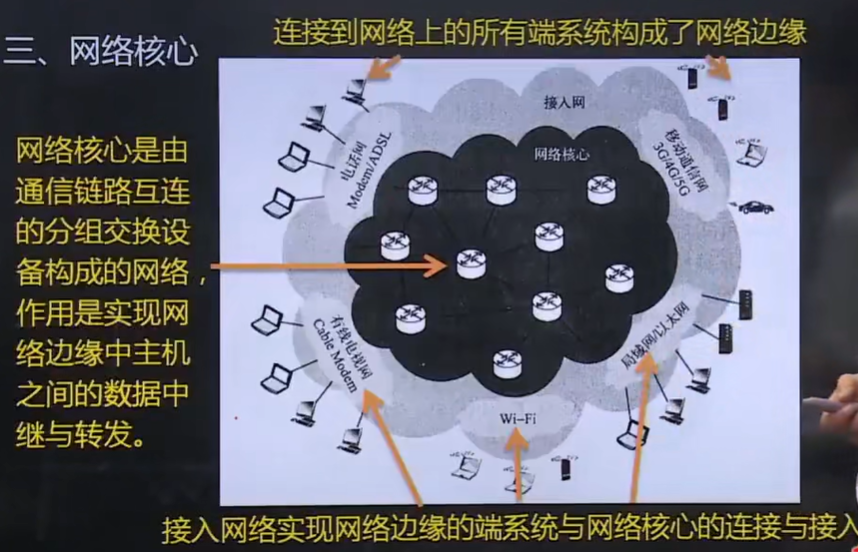 连接到网络上的所有端系统构成了网络边缘
三、网络核心
接入网
网络核心
电话网
Modem/ADSL
移动通信网
3G/4G/5G
网络核心是由
通信链路互连
的分组交换设
备构成的网络，
作用是实现网
络边缘中主机
之间的数据中
继与转发。
有线电视网
Cable Modem
局域网/以太网
Wi-Fi
接入网络实现网络边缘的端系统与网络核心的连接与接入